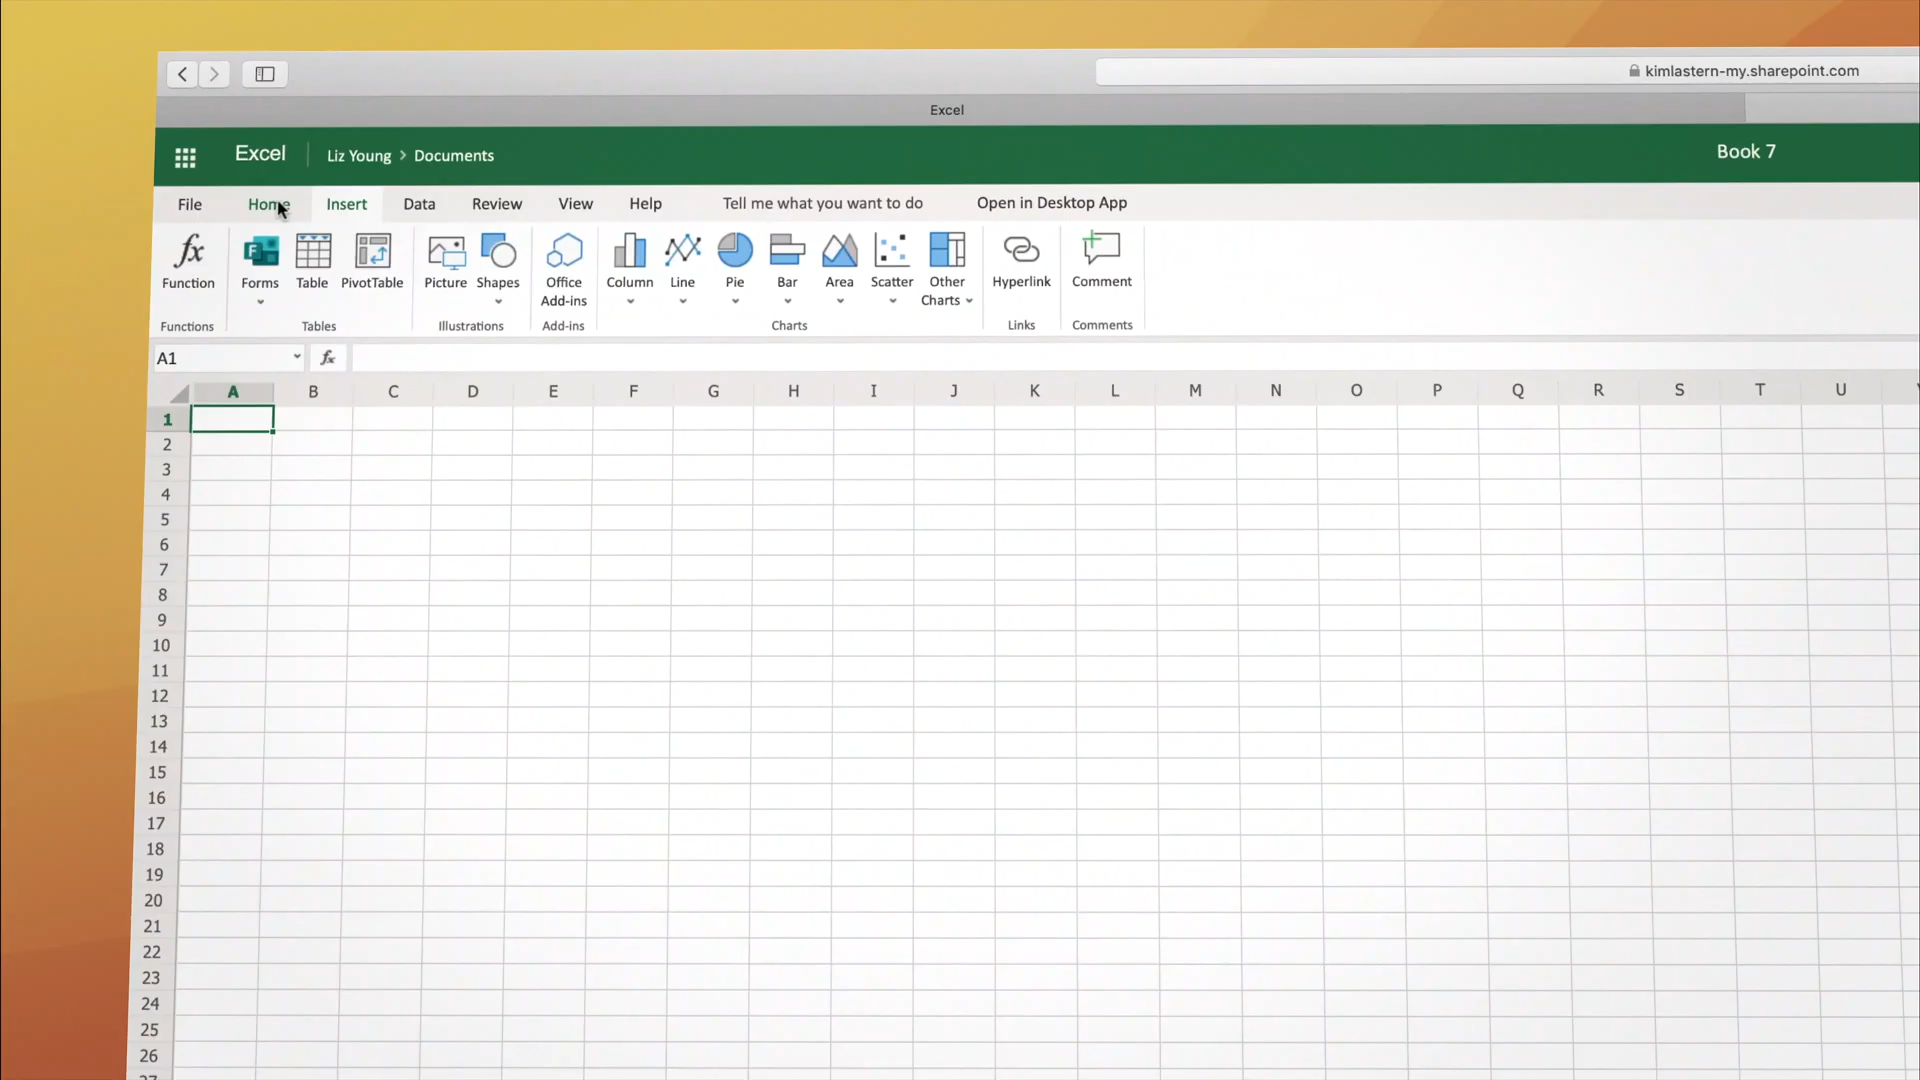 kimlastern-my.sharepoint.com
Excel
Excel
Liz Young > Documents
Book 7
File Home Insert Data Review View Help Tell me what you want to do Open in Desktop App
fx
Function Forms Table PivotTable Picture Shapes Office Add-ins Column Line Pie Bar Area Scatter Other Charts Hyperlink Comment
Functions Tables Illustrations Add-ins Charts Links Comments
A1 fx
A B C D E F G H I J K L M N O P Q R S T U
1
2
3
4
5
6
7
8
9
10
11
12
13
14
15
16
17
18
19
20
21
22
23
24
25
26